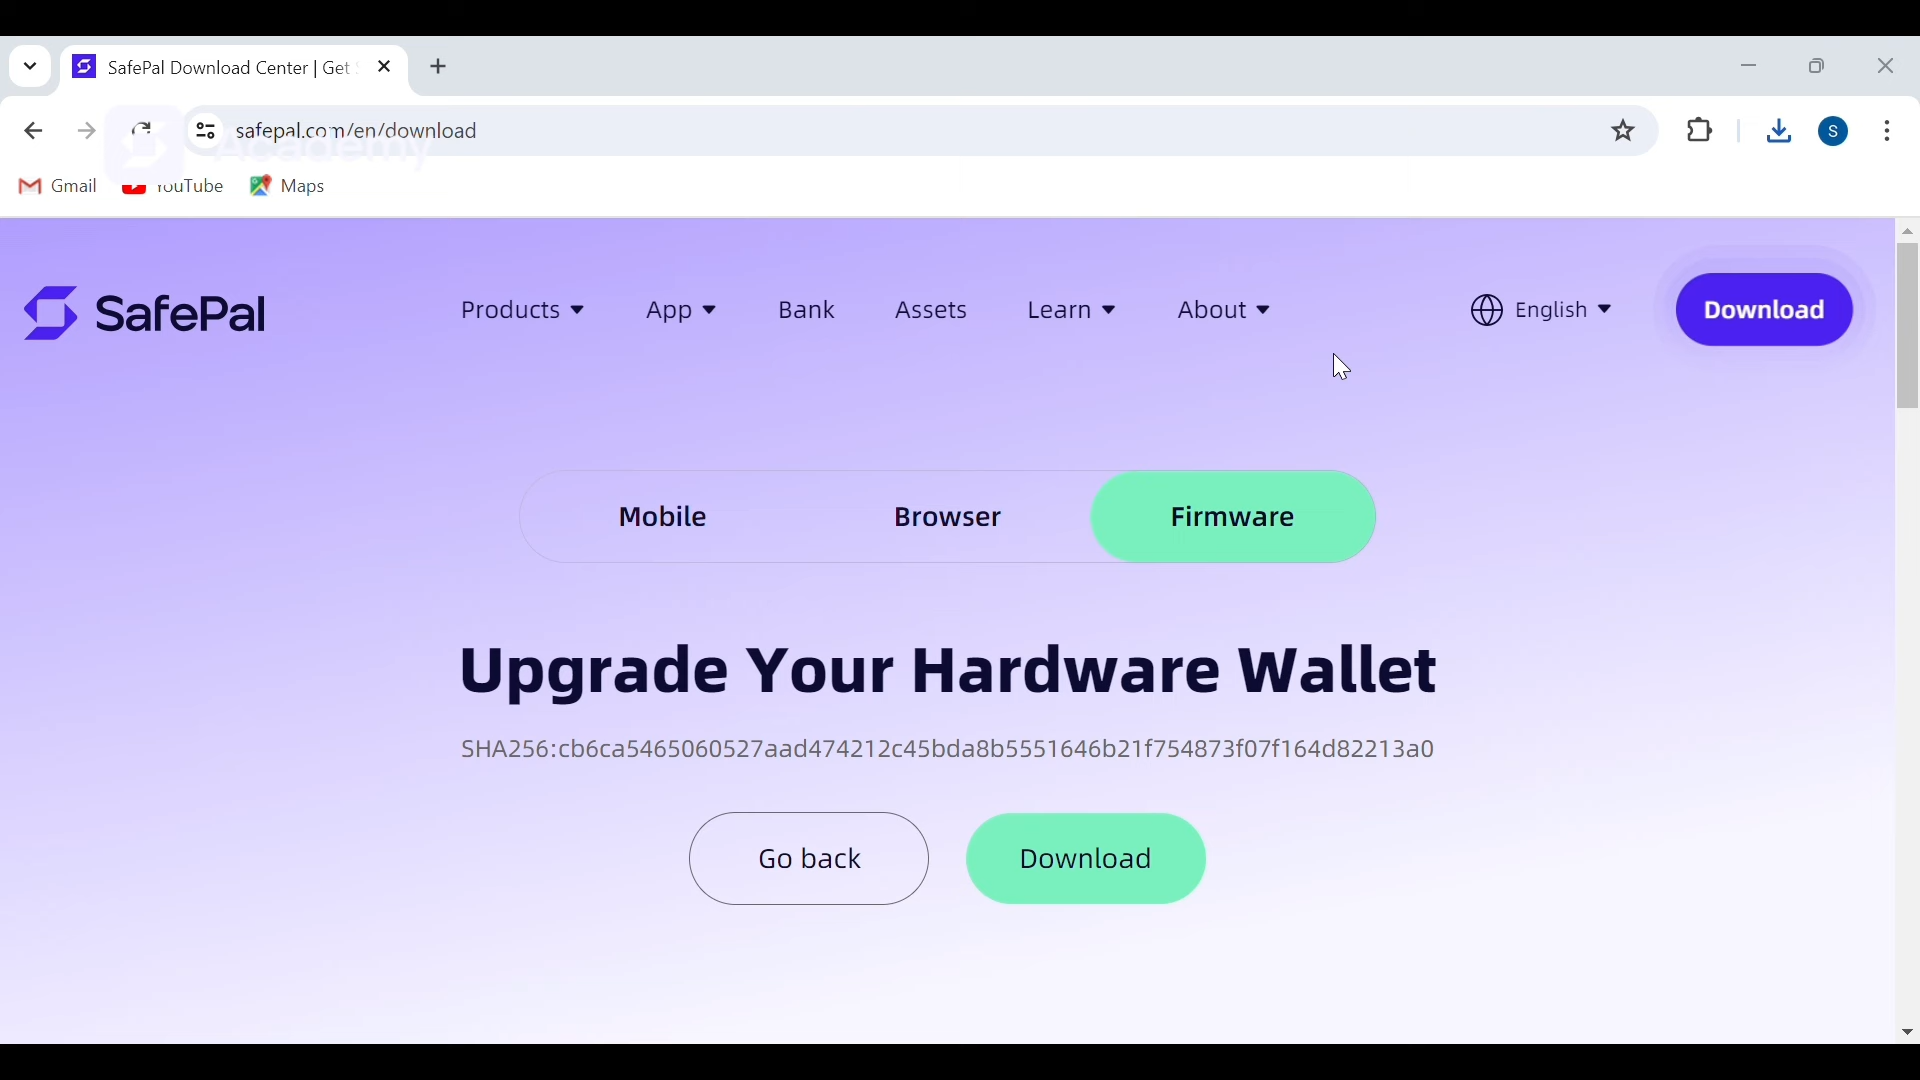 SafePal Download Center | Get
safepal.com/en/download
Academy
S
Gmail YouTube Maps
SafePal Products App Bank Assets Learn About English Download
Mobile Browser Firmware
Upgrade Your Hardware Wallet
SHA256:cb6ca5465060527aad474212c45bda8b5551646b21f754873f07f164d82213a0
Go back Download